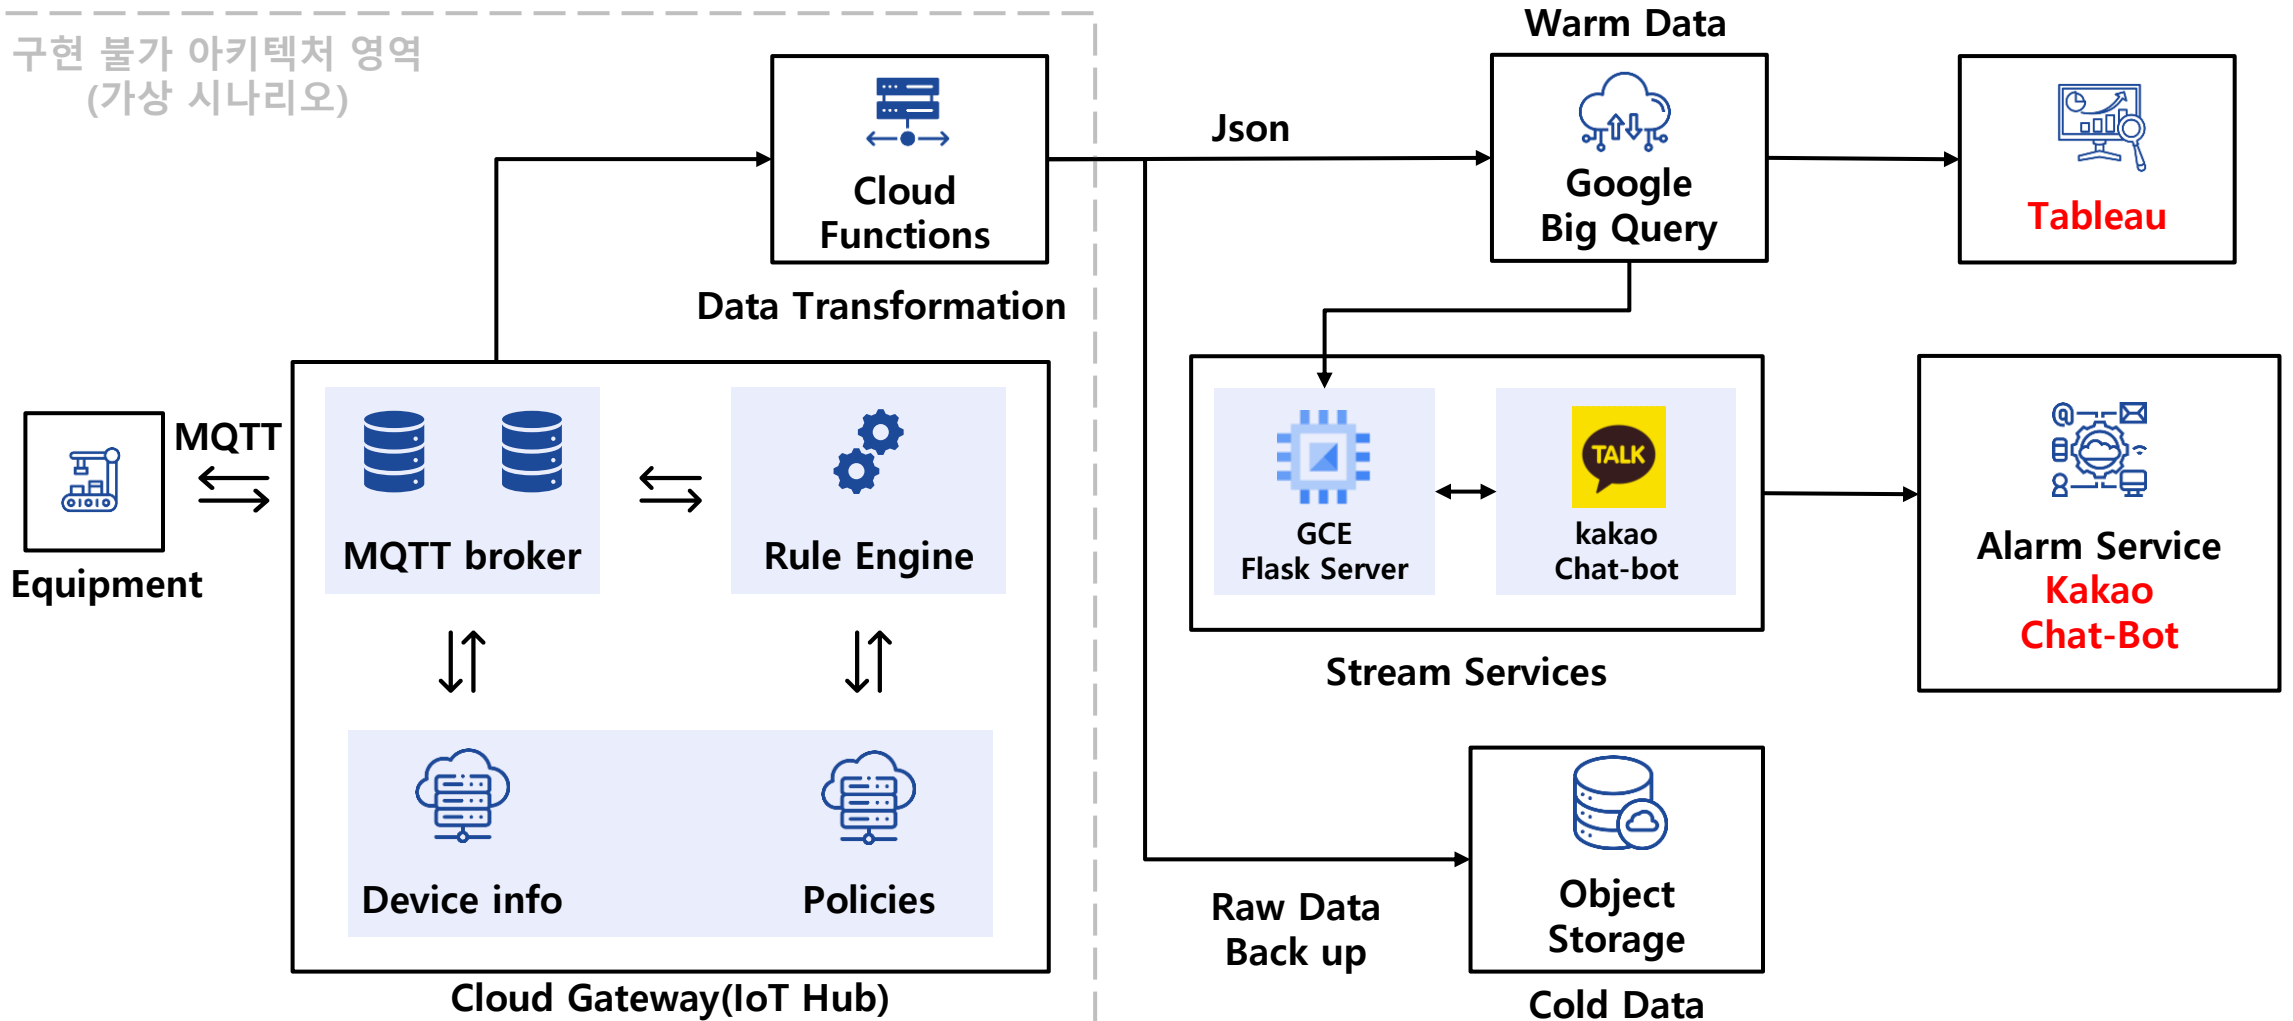 구현 불가 아키텍처 영역
(가상 시나리오)
Cloud
Functions
Data Transformation
Json
Warm Data
Google
Big Query
Tableau
MQTT
Equipment
MQTT broker
Rule Engine
Device info
Policies
Cloud Gateway(IoT Hub)
GCE
Flask Server
TALK
kakao
Chat-bot
Stream Services
Alarm Service
Kakao
Chat-Bot
Raw Data
Back up
Object
Storage
Cold Data